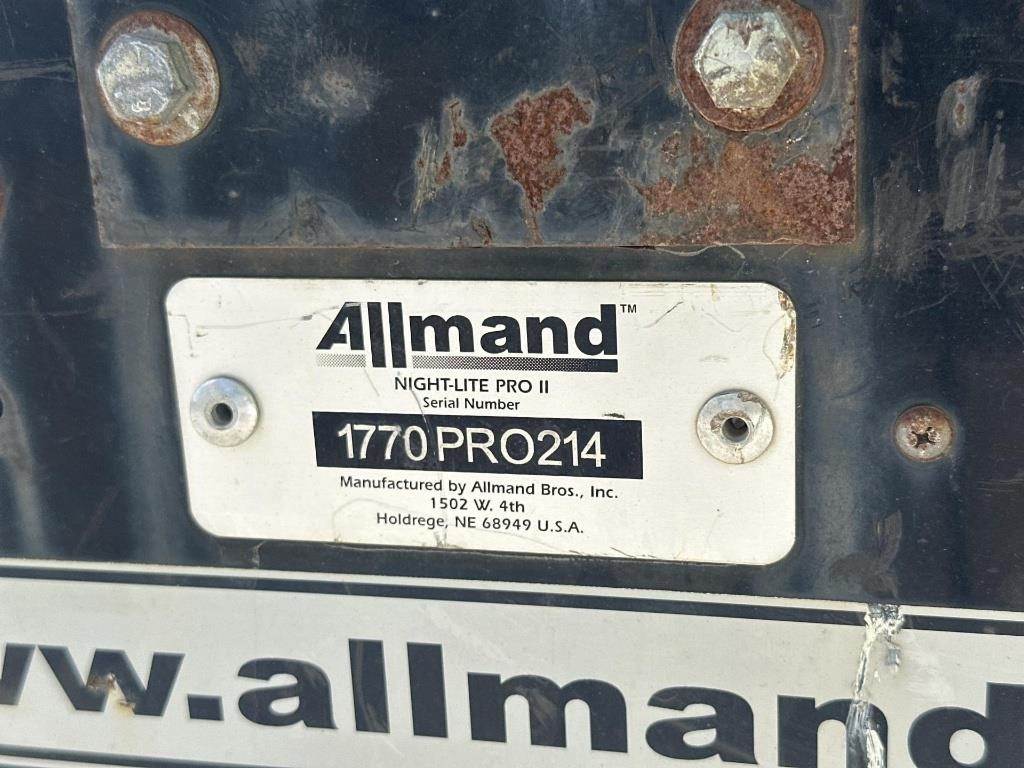 Allmand™
NIGHT-LITE PRO II
Serial Number
1770PRO214
Manufactured by Allmand Bros., Inc.
1502 W. 4th
Holdrege, NE 68949 U.S.A.
ww.allmand